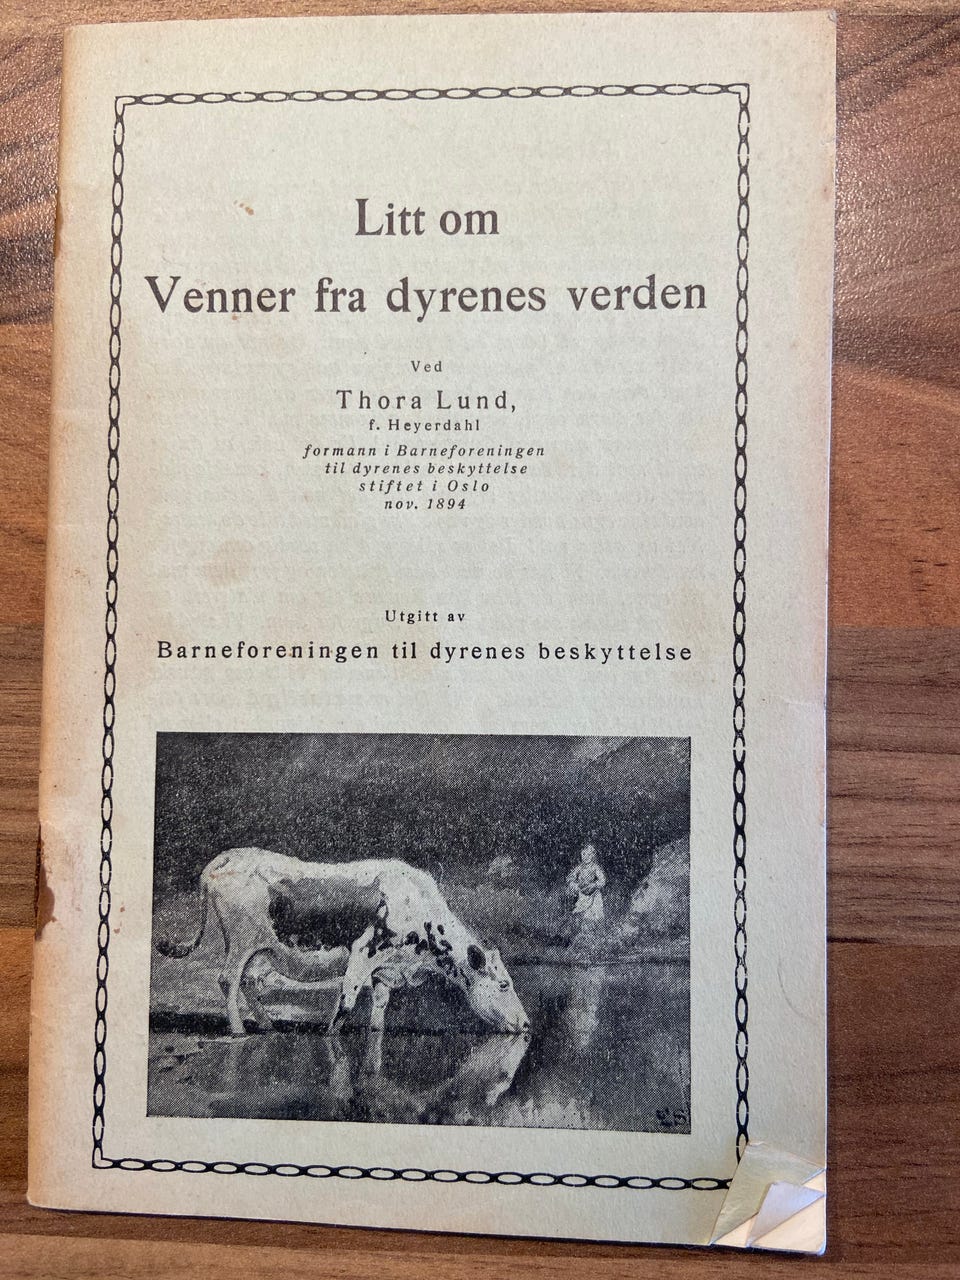 Litt om
Venner fra dyrenes verden
Ved
Thora Lund,
f. Heyerdahl
formann i Barneforeningen
til dyrenes beskyttelse
stiftet i Oslo
nov. 1894
Utgitt av
Barneforeningen til dyrenes beskyttelse